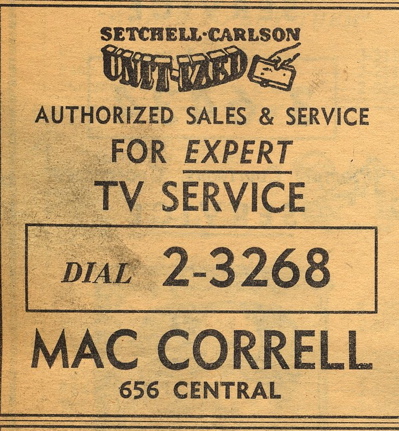 SETCHELL-CARLSON
UNIT-IZED
AUTHORIZED SALES & SERVICE
FOR EXPERT
TV SERVICE
DIAL 2-3268
MAC CORRELL
656 CENTRAL